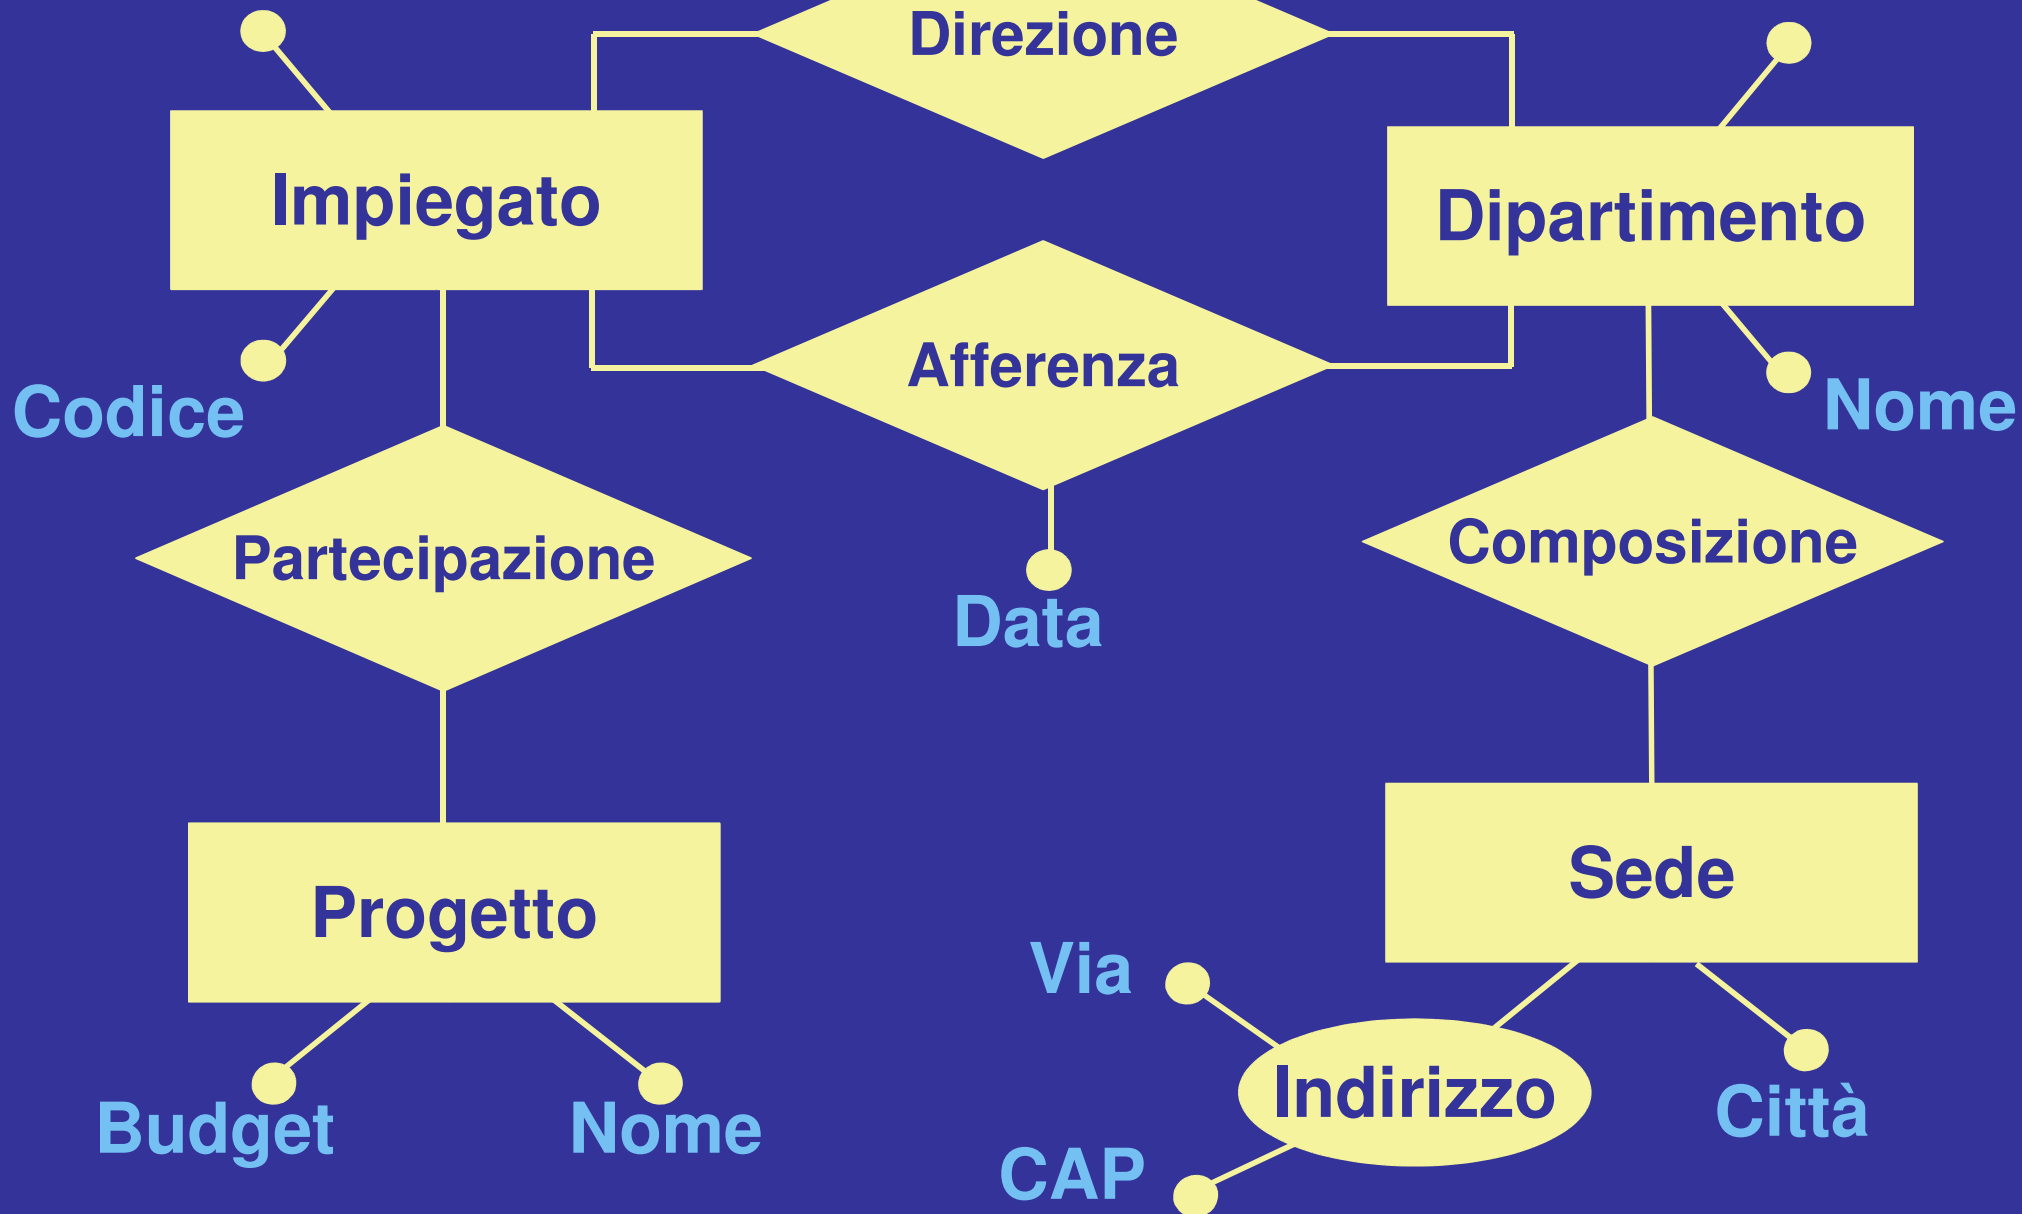 Direzione
Impiegato
Dipartimento
Afferenza
Codice
Nome
Partecipazione
Composizione
Data
Sede
Progetto
Via
Indirizzo
Città
Budget
Nome
CAP